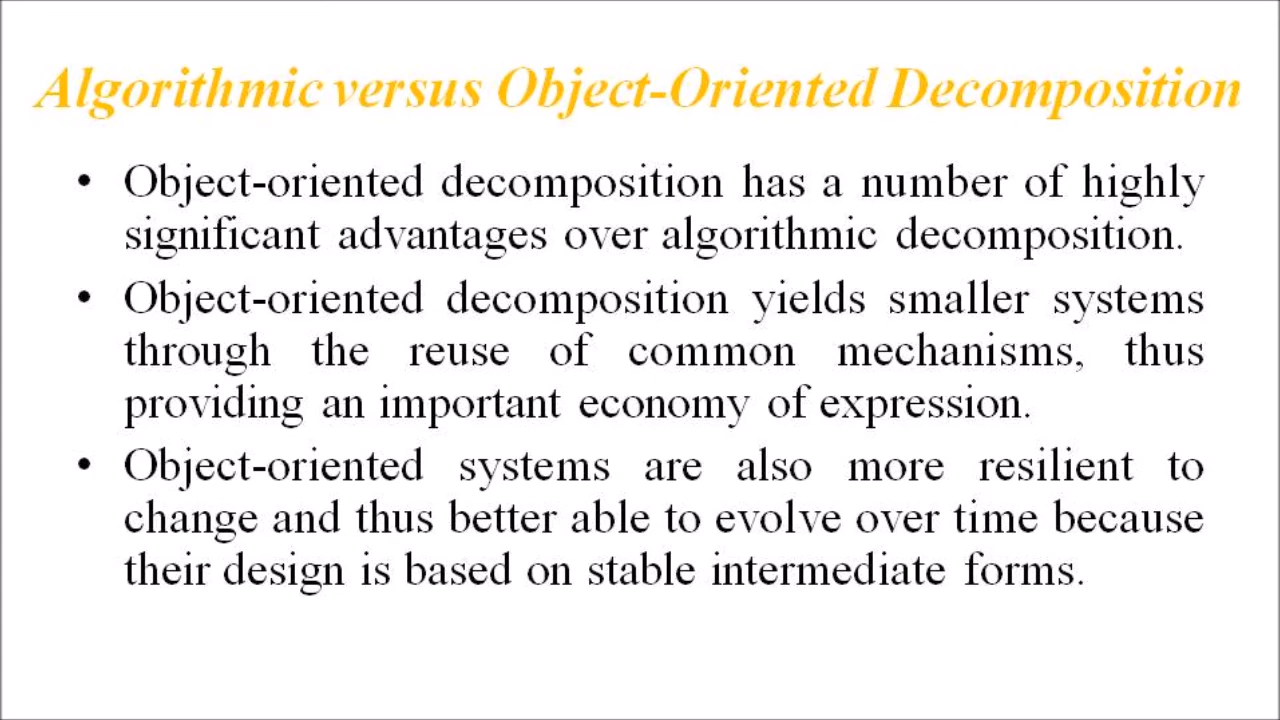 Algorithmic versus Object-Oriented Decomposition
• Object-oriented decomposition has a number of highly
significant advantages over algorithmic decomposition.
• Object-oriented decomposition yields smaller systems
through the reuse of common mechanisms, thus
providing an important economy of expression.
• Object-oriented systems are also more resilient to
change and thus better able to evolve over time because
their design is based on stable intermediate forms.